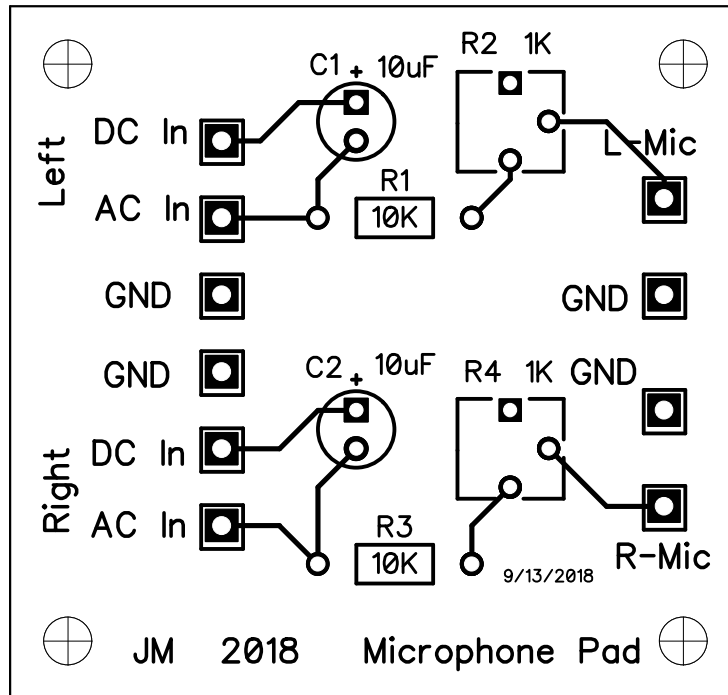 R2 1K
C1 + 10uF
DC In
L-Mic
Left
R1
AC In
10K
GND
GND
GND
C2 + 10uF
R4 1K
GND
DC In
Right
AC In
R3
10K
R-Mic
9/13/2018
JM 2018 Microphone Pad